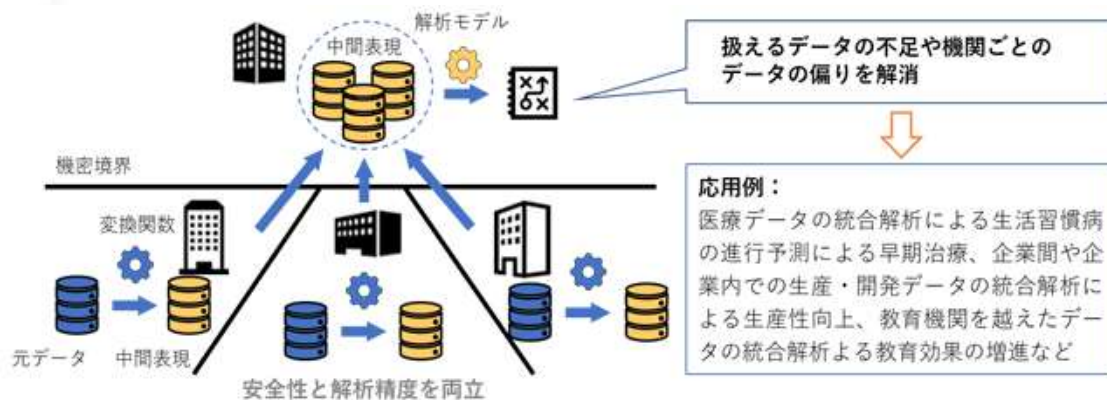 解析モデル
中間表現
扱えるデータの不足や機関ごとの
データの偏りを解消
機密境界
変換関数
元データ
中間表現
安全性と解析精度を両立
応用例：
医療データの統合解析による生活習慣病
の進行予測による早期治療、企業間や企
業内での生産・開発データの統合解析に
よる生産性向上、教育機関を越えたデー
タの統合解析よる教育効果の増進など